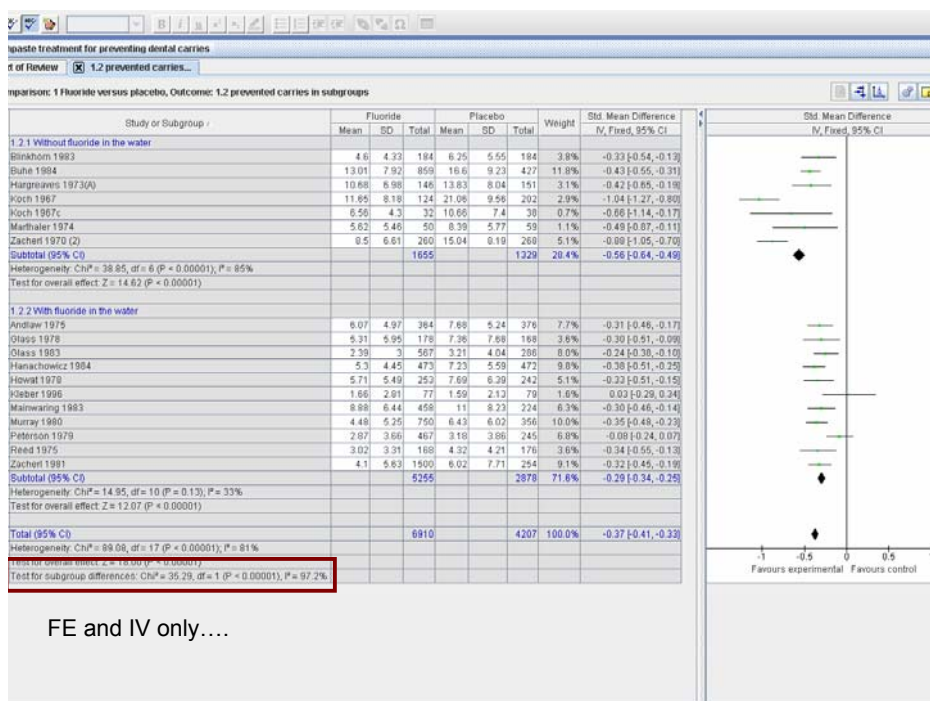 B I u x² x₂
npaste treatment for preventing dental carries
t of Review 1.2 prevented carries...
mparison: 1 Fluoride versus placebo, Outcome: 1.2 prevented carries in subgroups
Study or Subgroup Fluoride Placebo Weight Std. Mean Difference Std. Mean Difference
Mean SD Total Mean SD Total IV, Fixed, 95% CI IV, Fixed, 95% CI
1.2.1 Without fluoride in the water
Blinkhorn 1983 4.6 4.33 184 6.25 5.55 184 3.8% -0.33 [-0.54, -0.13]
Buhe 1984 13.01 7.92 859 16.6 9.23 427 11.8% -0.43 [-0.55, -0.31]
Hargreaves 1973(A) 10.68 6.98 146 13.83 8.04 151 3.1% -0.42 [-0.65, -0.19]
Koch 1967 11.65 8.18 124 21.06 9.56 202 2.9% -1.04 [-1.27, -0.80]
Koch 1967c 6.56 4.3 32 10.66 7.4 38 0.7% -0.66 [-1.14, -0.17]
Marthaler 1974 5.62 5.46 50 8.39 5.77 59 1.1% -0.49 [-0.87, -0.11]
Zacherl 1970 (2) 8.5 6.61 260 15.04 8.19 268 5.1% -0.88 [-1.05, -0.70]
Subtotal (95% CI) 1655 1329 28.4% -0.56 [-0.64, -0.49]
Heterogeneity: Chi² = 38.85, df = 6 (P < 0.00001); I² = 85%
Test for overall effect: Z = 14.62 (P < 0.00001)
1.2.2 With fluoride in the water
Andlaw 1975 6.07 4.97 364 7.68 5.24 376 7.7% -0.31 [-0.46, -0.17]
Glass 1978 5.31 5.95 178 7.36 7.68 168 3.6% -0.30 [-0.51, -0.09]
Glass 1983 2.39 3 567 3.21 4.04 286 8.0% -0.24 [-0.38, -0.10]
Hanachowicz 1984 5.3 4.45 473 7.23 5.59 472 9.8% -0.38 [-0.51, -0.25]
Howat 1978 5.71 5.49 253 7.69 6.39 242 5.1% -0.33 [-0.51, -0.15]
Kleber 1996 1.66 2.81 77 1.59 2.13 79 1.6% 0.03 [-0.29, 0.34]
Mainwaring 1983 8.88 6.44 458 11 8.23 224 6.3% -0.30 [-0.46, -0.14]
Murray 1980 4.48 5.25 750 6.43 6.02 356 10.0% -0.35 [-0.48, -0.23]
Peterson 1979 2.87 3.66 467 3.18 3.86 245 6.8% -0.08 [-0.24, 0.07]
Reed 1975 3.02 3.31 168 4.32 4.21 176 3.6% -0.34 [-0.55, -0.13]
Zacherl 1981 4.1 5.63 1500 6.02 7.71 254 9.1% -0.32 [-0.45, -0.19]
Subtotal (95% CI) 5255 2878 71.6% -0.29 [-0.34, -0.25]
Heterogeneity: Chi² = 14.95, df = 10 (P = 0.13); I² = 33%
Test for overall effect: Z = 12.07 (P < 0.00001)
Total (95% CI) 6910 4207 100.0% -0.37 [-0.41, -0.33]
Heterogeneity: Chi² = 89.08, df = 17 (P < 0.00001); I² = 81%
Test for overall effect: Z = 18.00 (P < 0.00001)
Test for subgroup differences: Chi² = 35.29, df = 1 (P < 0.00001), I² = 97.2%
-1 -0.5 0 0.5
Favours experimental Favours control
FE and IV only….